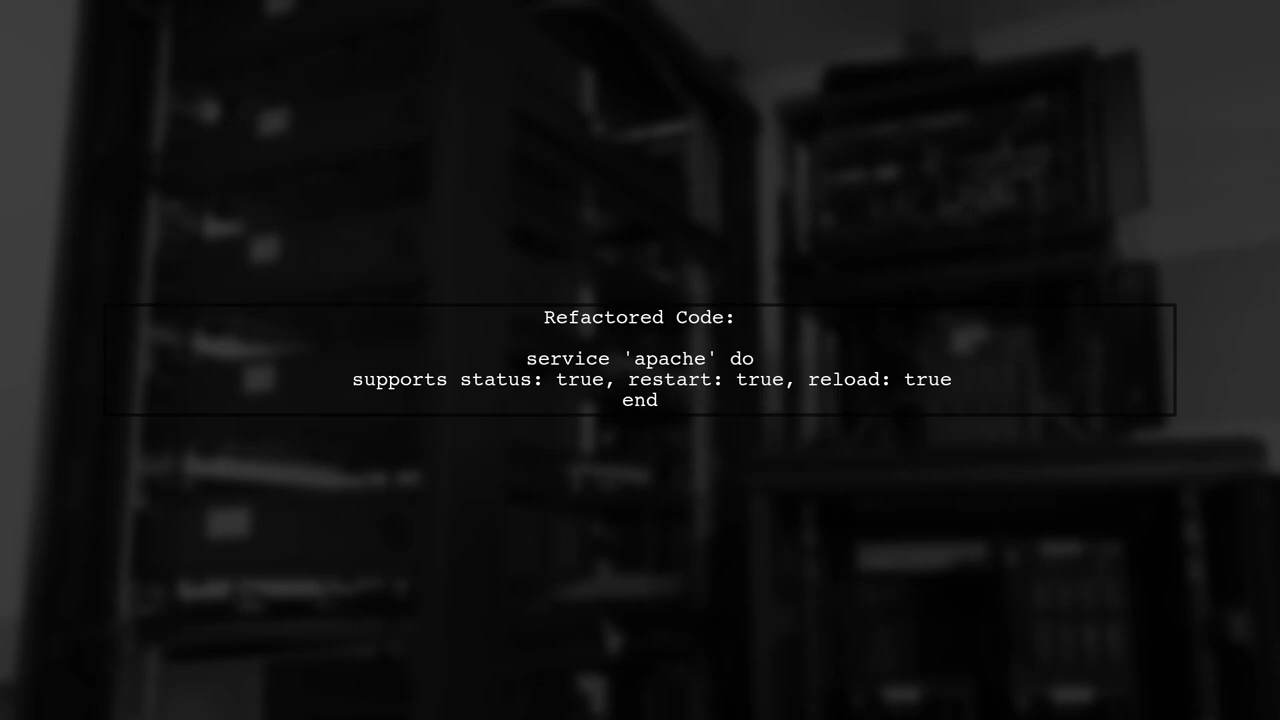 Refactored Code:
service 'apache' do
supports status: true, restart: true, reload: true
end